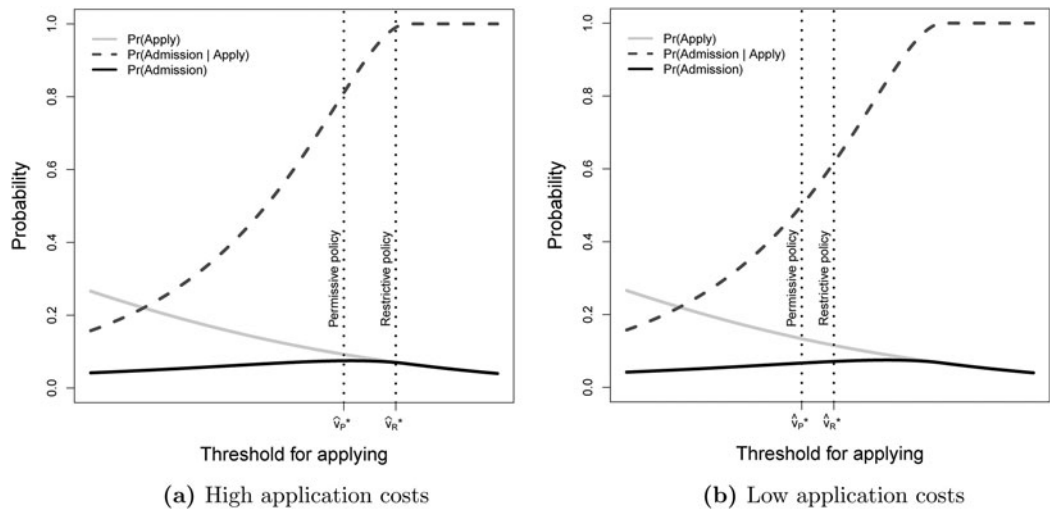 Pr(Apply)
Pr(Admission | Apply)
Pr(Admission)
Probability
1.0
0.8
0.6
0.4
0.2
0.0
Permissive policy
Restrictive policy
v̂P*
v̂R*
Threshold for applying
(a) High application costs
Pr(Apply)
Pr(Admission | Apply)
Pr(Admission)
Probability
1.0
0.8
0.6
0.4
0.2
0.0
Permissive policy
Restrictive policy
v̂P*
v̂R*
Threshold for applying
(b) Low application costs